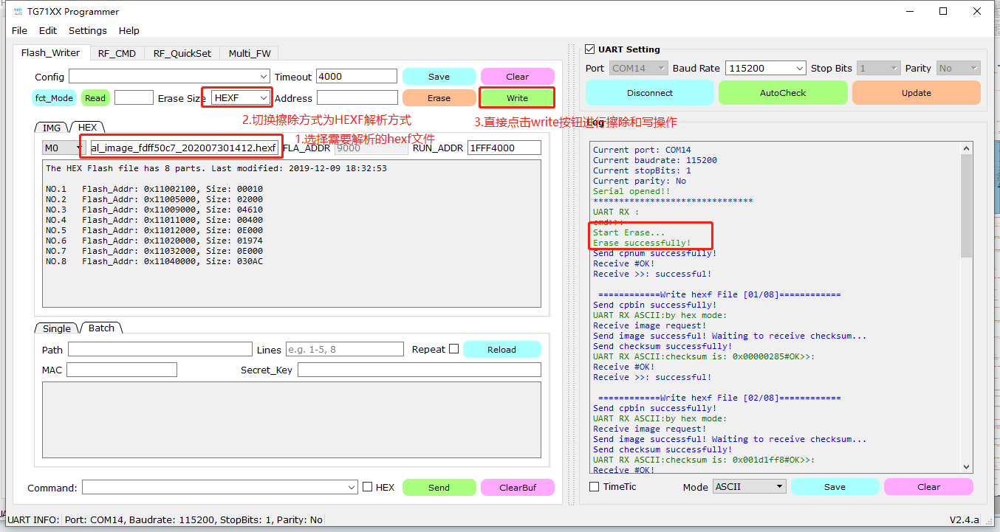 TG71XX Programmer
File Edit Settings Help
Flash_Writer RF_CMD RF_QuickSet Multi_FW
Config Timeout 4000 Save Clear
fct_Mode Read Erase Size HEXF Address Erase Write
2.切换擦除方式为HEXF解析方式
3.直接点击write按钮进行擦除和写操作
IMG HEX
1.选择需要解析的hexf文件
M0 al_image_fdff50c7_202007301412.hexf FLA_ADDR 9000 RUN_ADDR 1FFF4000
The HEX Flash file has 8 parts. Last modified: 2019-12-09 18:32:53
NO.1 Flash_Addr: 0x11002100, Size: 00010
NO.2 Flash_Addr: 0x11005000, Size: 02000
NO.3 Flash_Addr: 0x11009000, Size: 04610
NO.4 Flash_Addr: 0x11011000, Size: 00400
NO.5 Flash_Addr: 0x11012000, Size: 0E000
NO.6 Flash_Addr: 0x11020000, Size: 01974
NO.7 Flash_Addr: 0x11032000, Size: 0E000
NO.8 Flash_Addr: 0x11040000, Size: 030AC
Single Batch
Path Lines e.g. 1-5, 8 Repeat Reload
MAC Secret_Key
Command: HEX Send ClearBuf
UART Setting
Port COM14 Baud Rate 115200 Stop Bits 1 Parity No
Disconnect AutoCheck Update
Log
Current port: COM14
Current baudrate: 115200
Current stopBits: 1
Current parity: No
Serial opened!!
*******************************
UART RX :
cmd>>:
Start Erase...
Erase successfully!
Send cpnum successfully!
Receive #OK!
Receive >>: successful!
============Write hexf File [01/08]============
Send cpbin successfully!
UART RX ASCII:by hex mode:
Receive image request!
Send image successful! Waiting to receive checksum...
Send checksum successfully!
UART RX ASCII:checksum is: 0x00000285#OK>>:
Receive #OK!
Receive >>: successful!
============Write hexf File [02/08]============
Send cpbin successfully!
UART RX ASCII:by hex mode:
Receive image request!
Send image successful! Waiting to receive checksum...
Send checksum successfully!
UART RX ASCII:checksum is: 0x001d1ff8#OK>>:
Receive #OK!
TimeTic Mode ASCII Save Clear
UART INFO: Port: COM14, Baudrate: 115200, StopBits: 1, Parity: No
V2.4.a